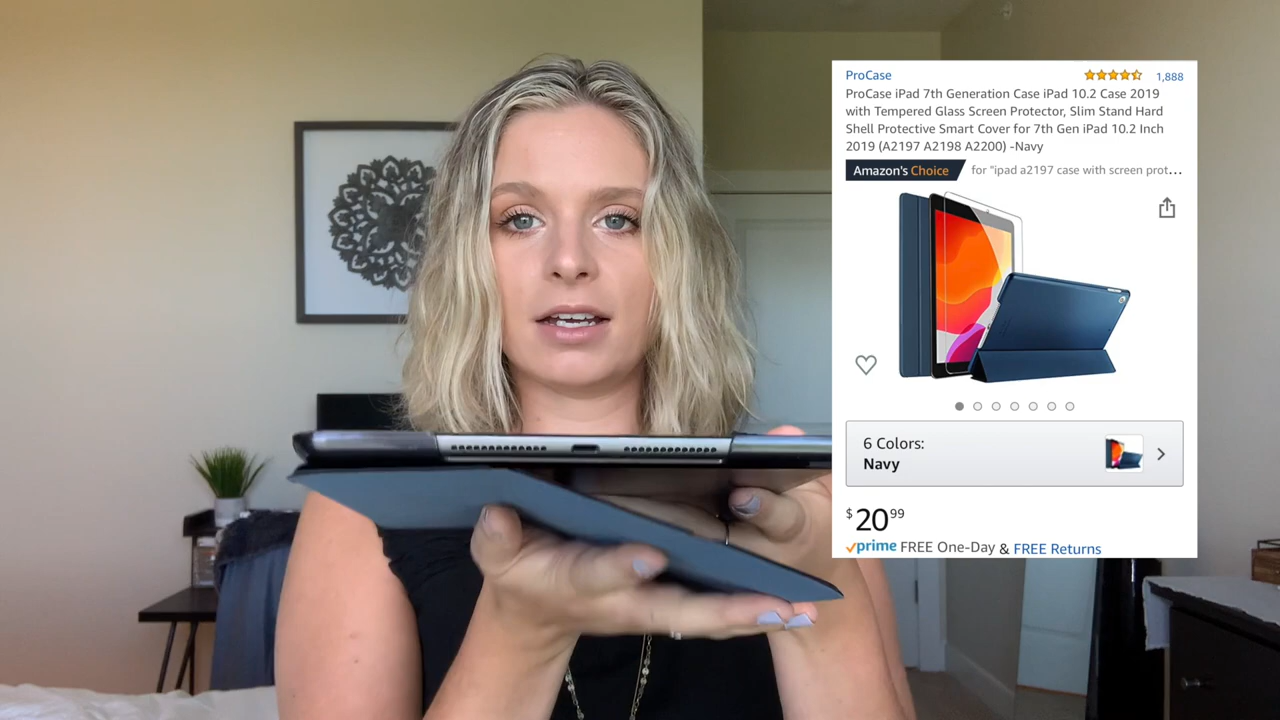 ProCase 1,888
ProCase iPad 7th Generation Case iPad 10.2 Case 2019
with Tempered Glass Screen Protector, Slim Stand Hard
Shell Protective Smart Cover for 7th Gen iPad 10.2 Inch
2019 (A2197 A2198 A2200) -Navy
Amazon's Choice for "ipad a2197 case with screen prot...
6 Colors:
Navy
$20.99
prime FREE One-Day & FREE Returns